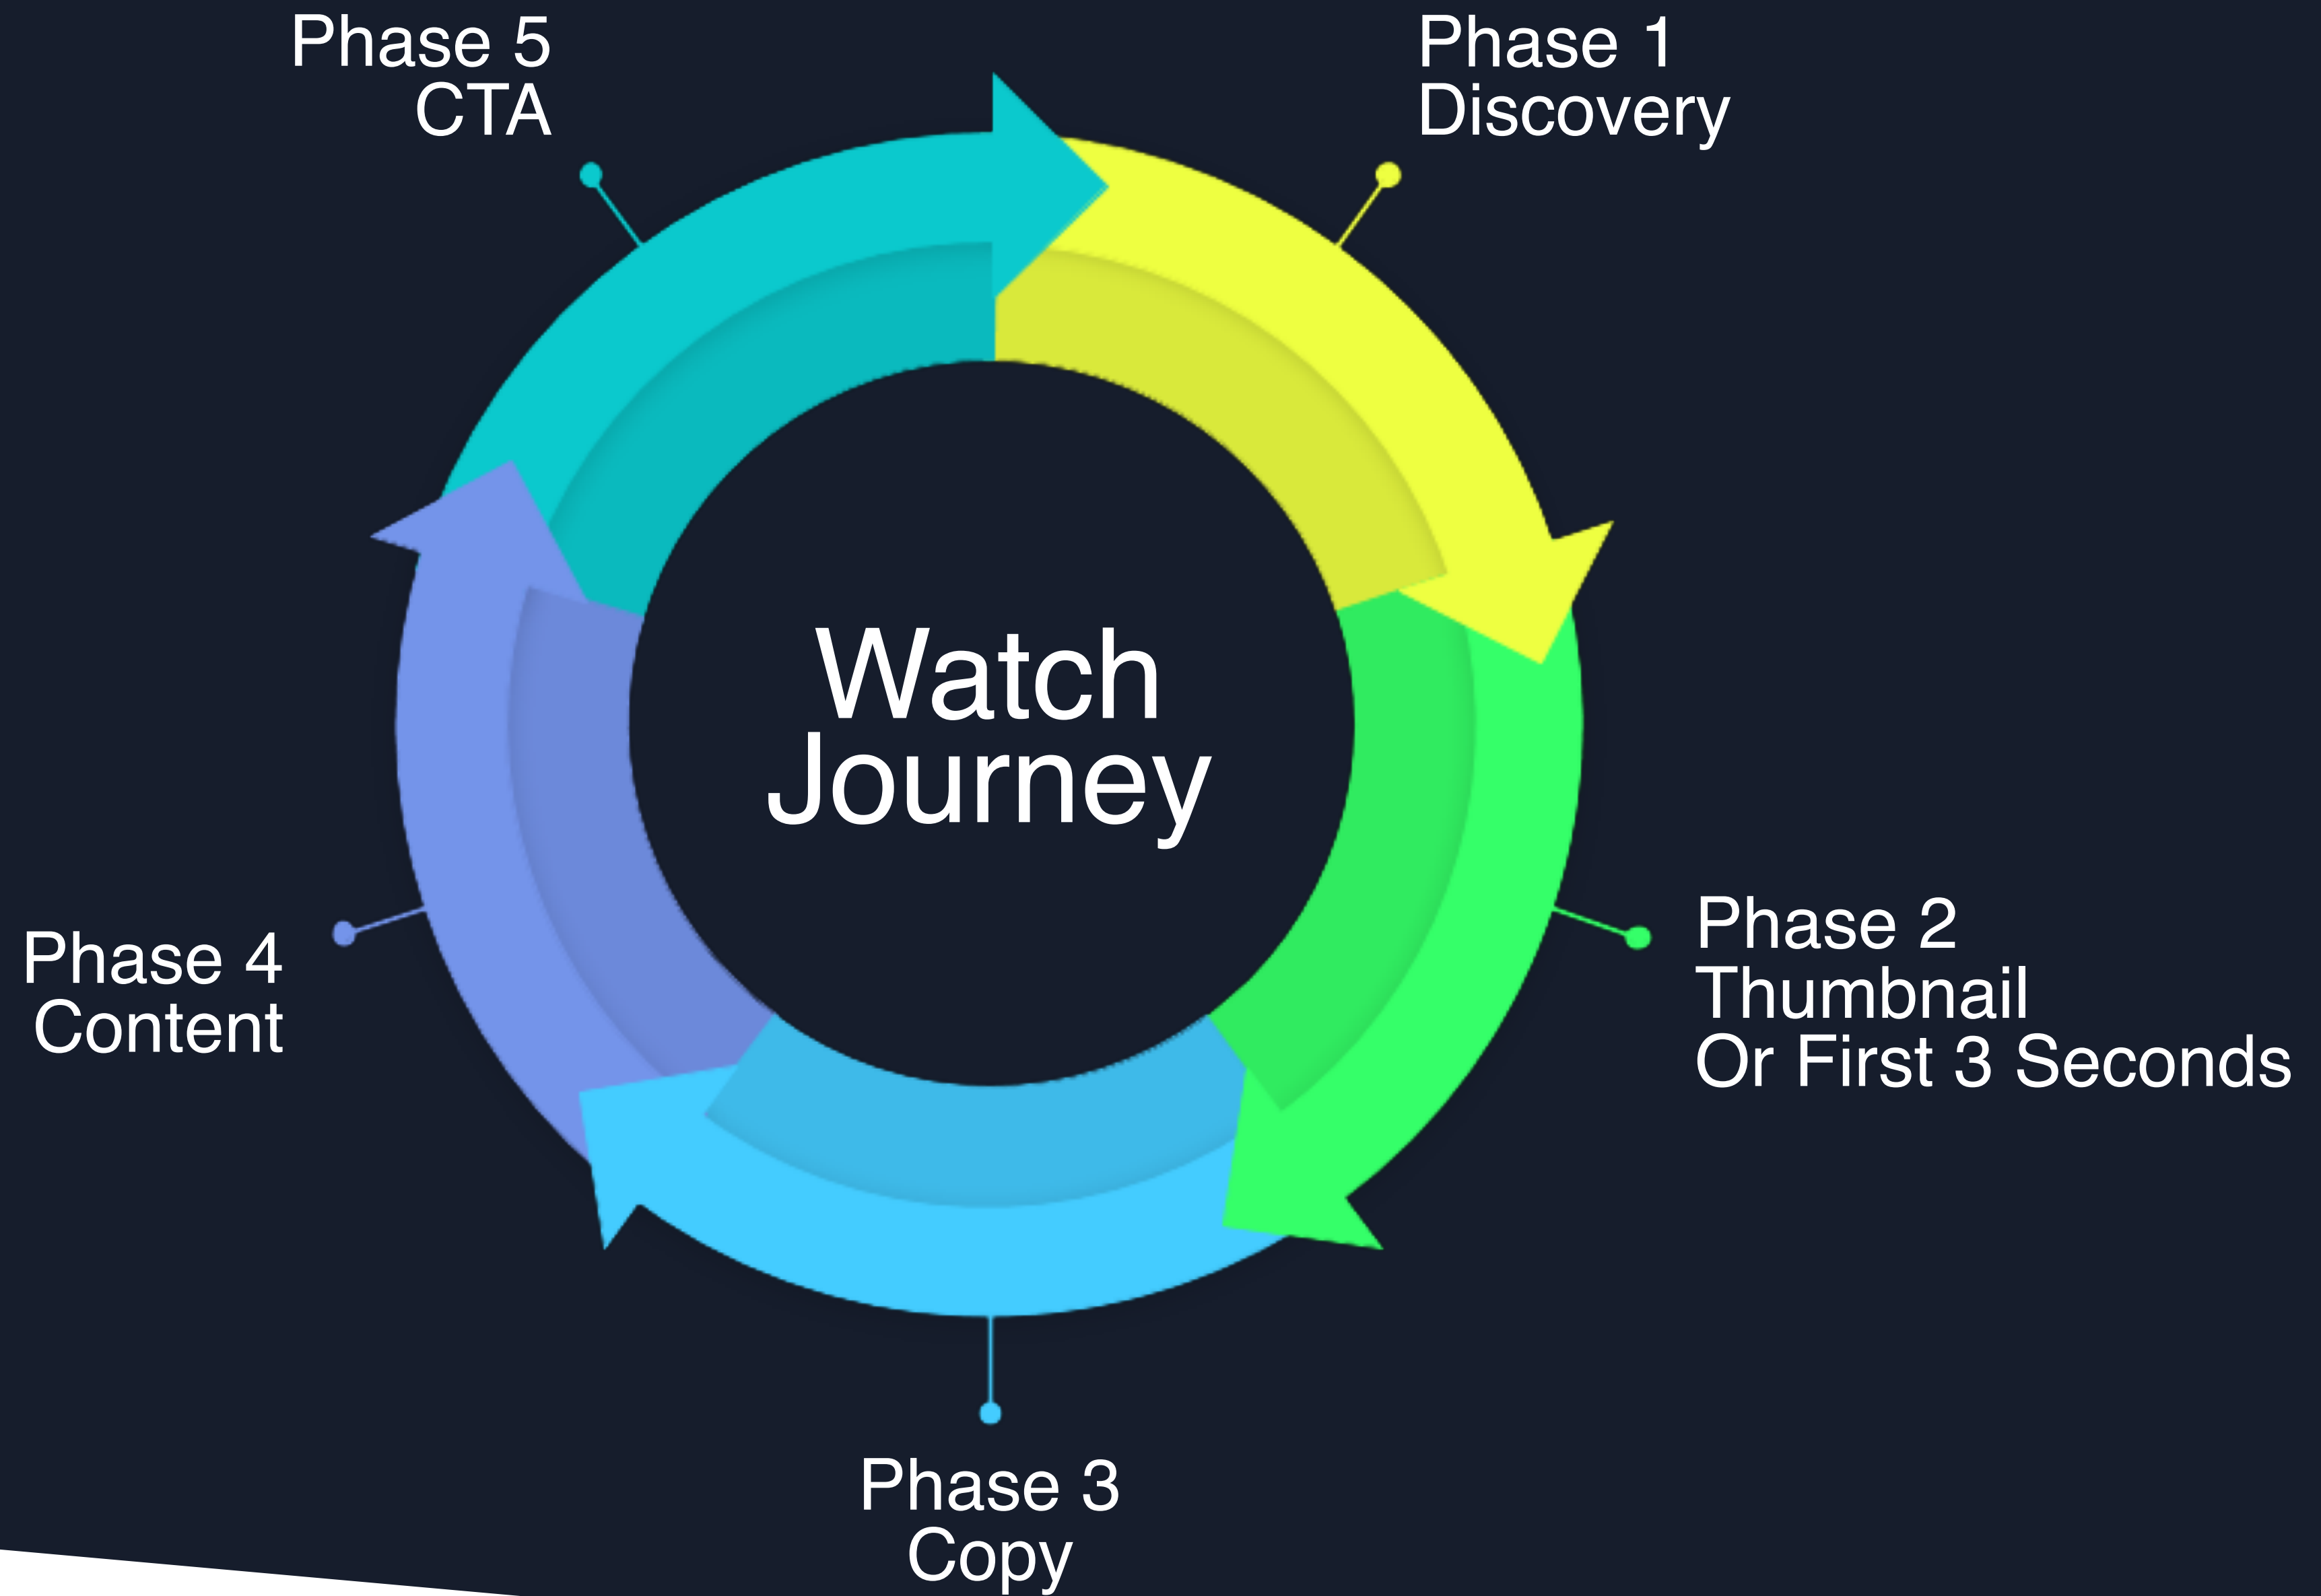 Phase 5
CTA
Phase 1
Discovery
Watch
Journey
Phase 2
Thumbnail
Or First 3 Seconds
Phase 4
Content
Phase 3
Copy